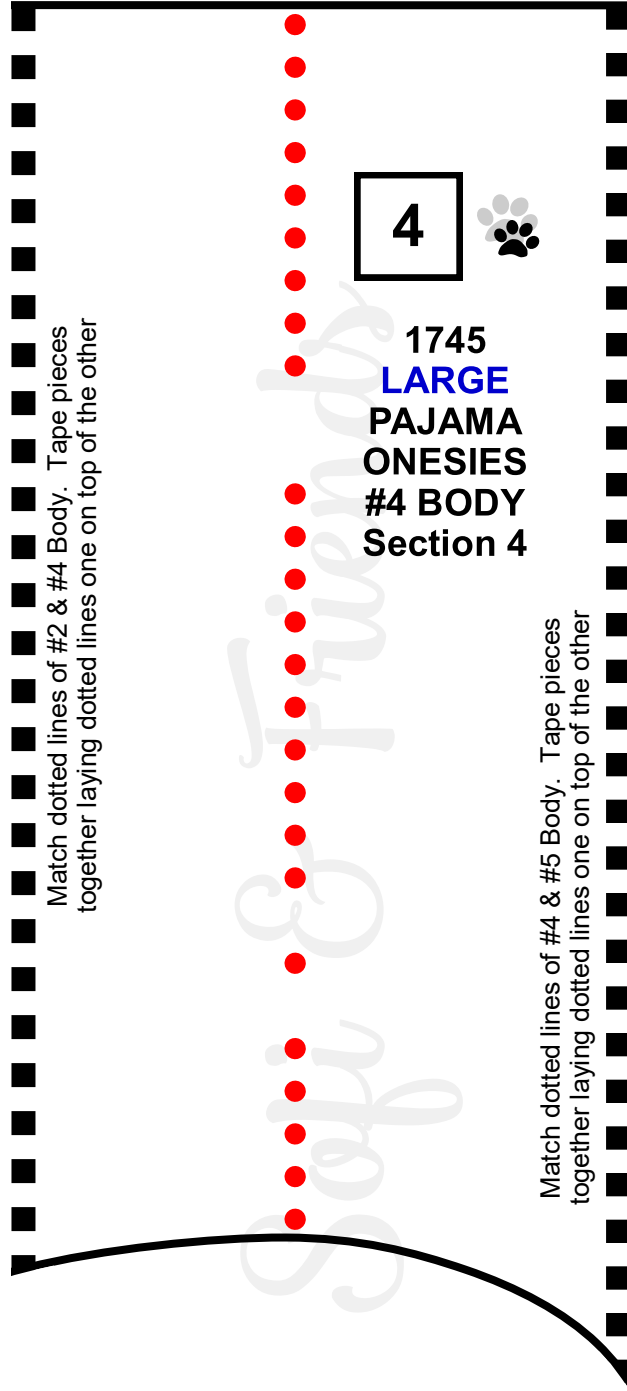 4
1745
LARGE
PAJAMA
ONESIES
#4 BODY
Section 4
Match dotted lines of #2 & #4 Body.  Tape pieces
together laying dotted lines one on top of the other
Match dotted lines of #4 & #5 Body.  Tape pieces
together laying dotted lines one on top of the other
Sofi & Friends